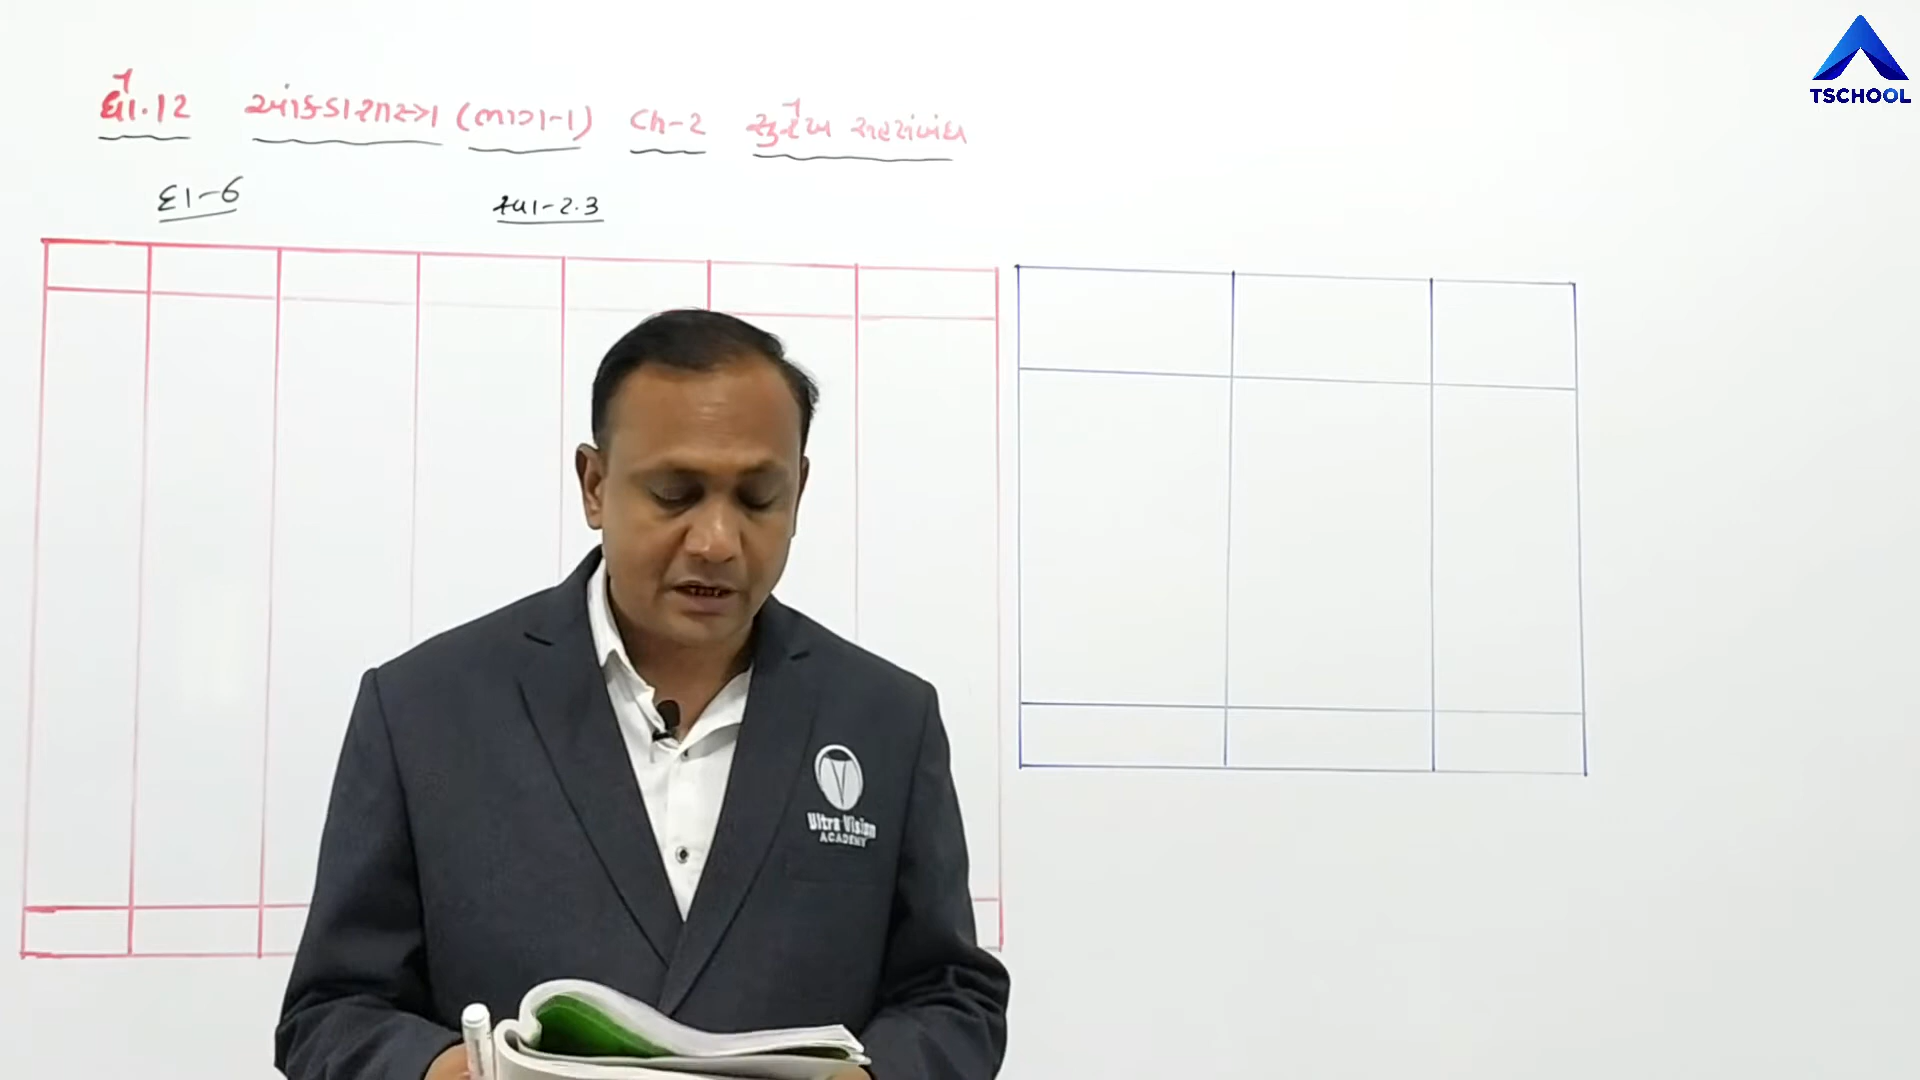 ધો.12 આંકડાશાસ્ત્ર (ભાગ-1) Ch-2 સુરેખ સહસંબંધ
દા-6 સ્વા-2.3
TSCHOOL
Ultra Vision
ACADEMY